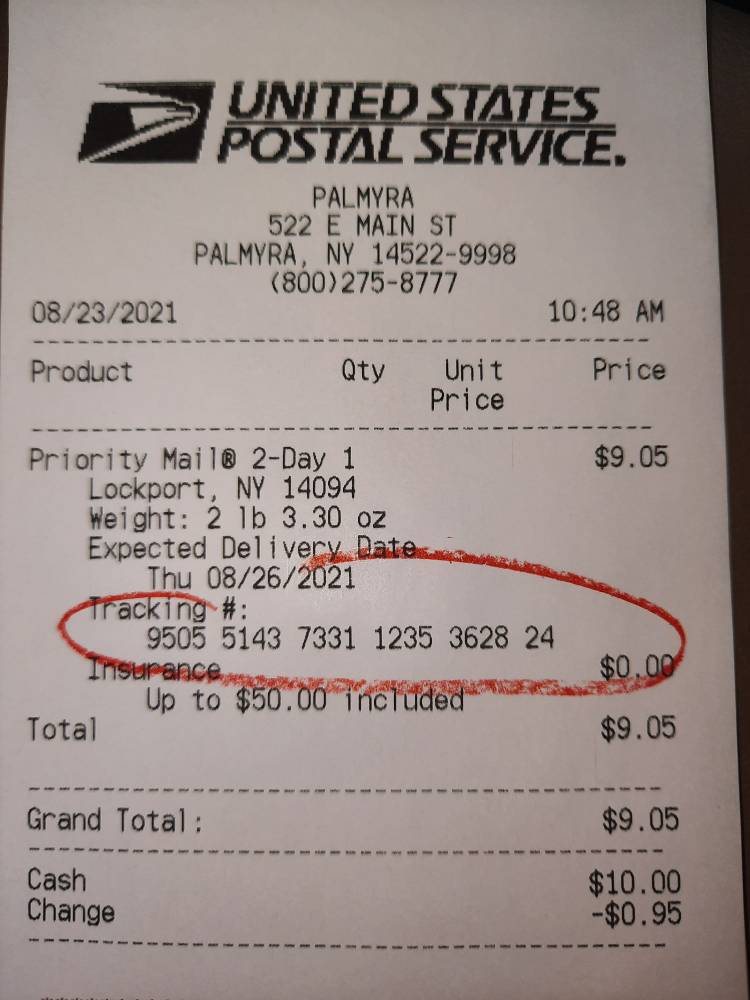 UNITED STATES
POSTAL SERVICE.
PALMYRA
522 E MAIN ST
PALMYRA, NY 14522-9998
(800)275-8777
08/23/2021 10:48 AM
Product Qty Unit Price
Price
Priority Mail® 2-Day 1 $9.05
Lockport, NY 14094
Weight: 2 lb 3.30 oz
Expected Delivery Date
Thu 08/26/2021
Tracking #:
9505 5143 7331 1235 3628 24
Insurance $0.00
Up to $50.00 included
Total $9.05
Grand Total: $9.05
Cash $10.00
Change -$0.95